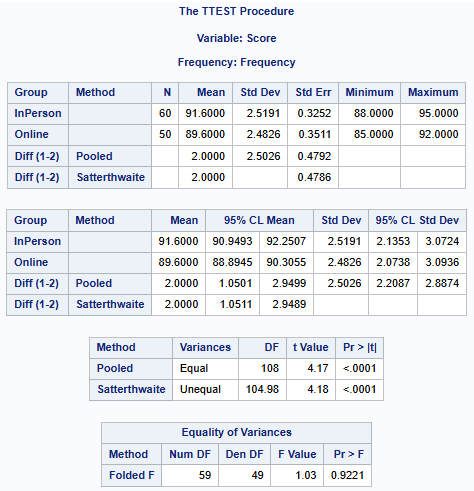 The TTEST Procedure
Variable: Score
Frequency: Frequency
Group Method N Mean Std Dev Std Err Minimum Maximum
InPerson 60 91.6000 2.5191 0.3252 88.0000 95.0000
Online 50 89.6000 2.4826 0.3511 85.0000 92.0000
Diff (1-2) Pooled 2.0000 2.5026 0.4792
Diff (1-2) Satterthwaite 2.0000 0.4786
Group Method Mean 95% CL Mean Std Dev 95% CL Std Dev
InPerson 91.6000 90.9493 92.2507 2.5191 2.1353 3.0724
Online 89.6000 88.8945 90.3055 2.4826 2.0738 3.0936
Diff (1-2) Pooled 2.0000 1.0501 2.9499 2.5026 2.2087 2.8874
Diff (1-2) Satterthwaite 2.0000 1.0511 2.9489
Method Variances DF t Value Pr > |t|
Pooled Equal 108 4.17 <.0001
Satterthwaite Unequal 104.98 4.18 <.0001
Equality of Variances
Method Num DF Den DF F Value Pr > F
Folded F 59 49 1.03 0.9221